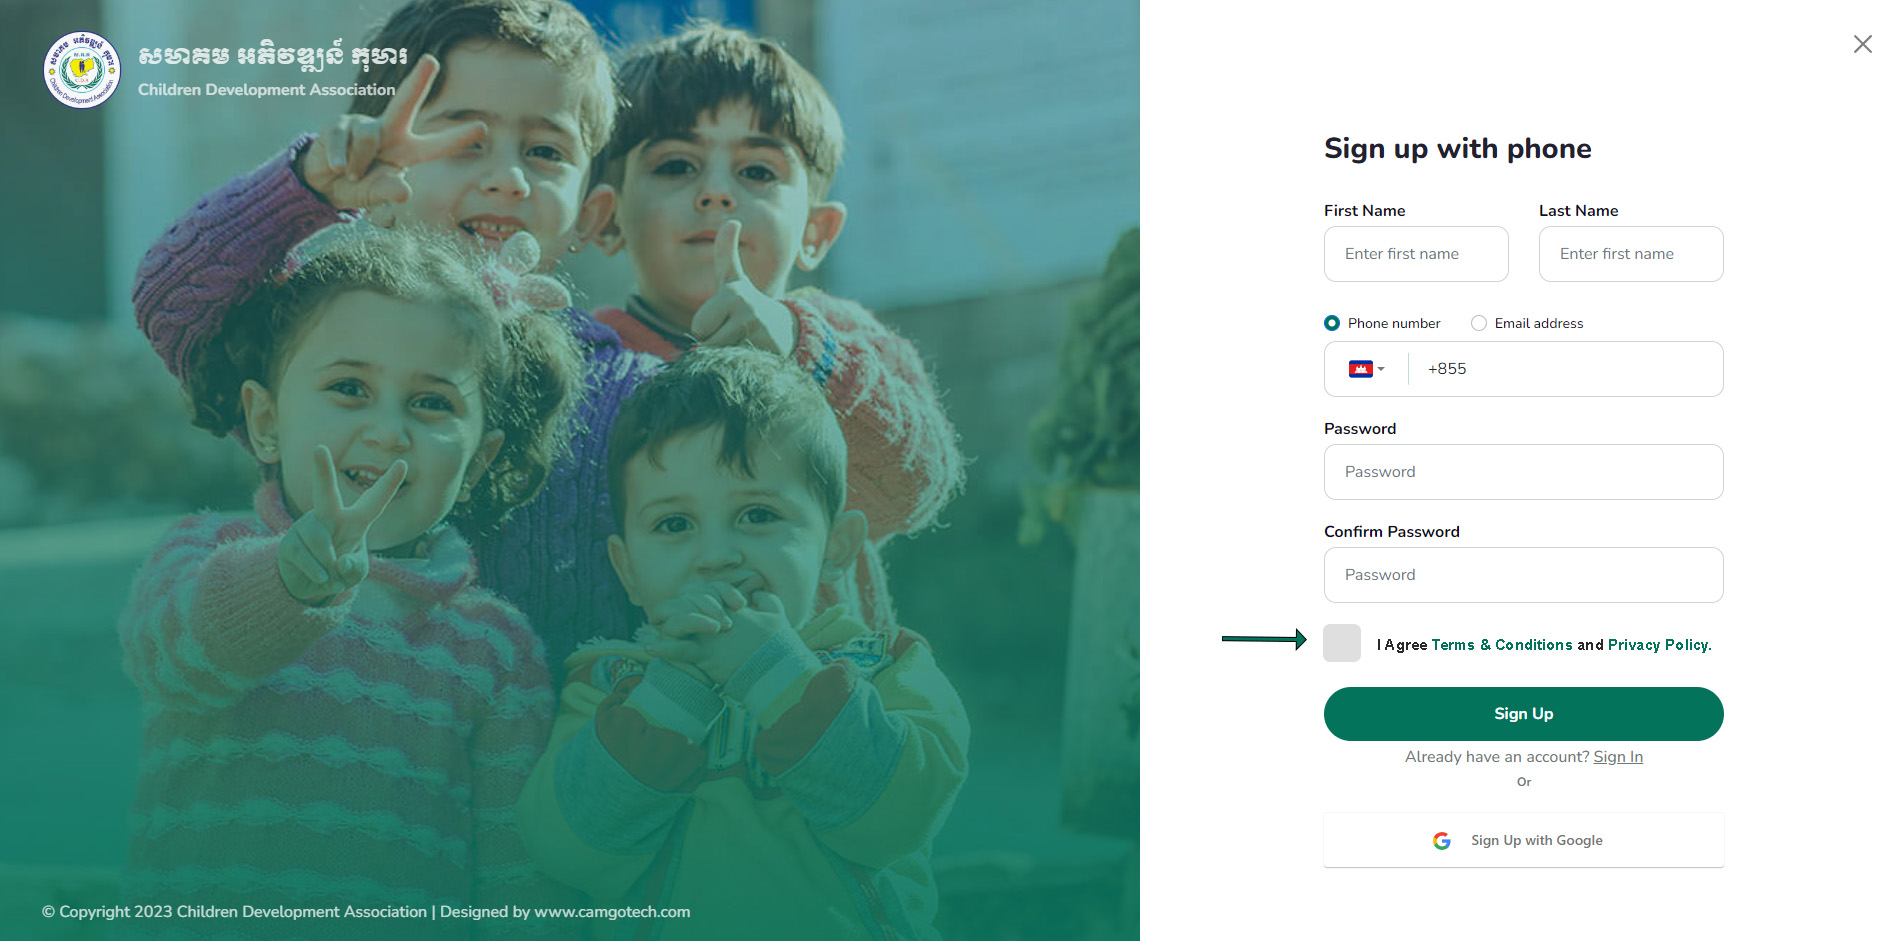 សមាគម អភិវឌ្ឍន៍ កុមារ
Children Development Association
Sign up with phone
First Name
Last Name
Enter first name
Enter first name
Phone number
Email address
+855
Password
Password
Confirm Password
Password
I Agree Terms & Conditions and Privacy Policy.
Sign Up
Already have an account? Sign In
Or
Sign Up with Google
© Copyright 2023 Children Development Association | Designed by www.camgotech.com